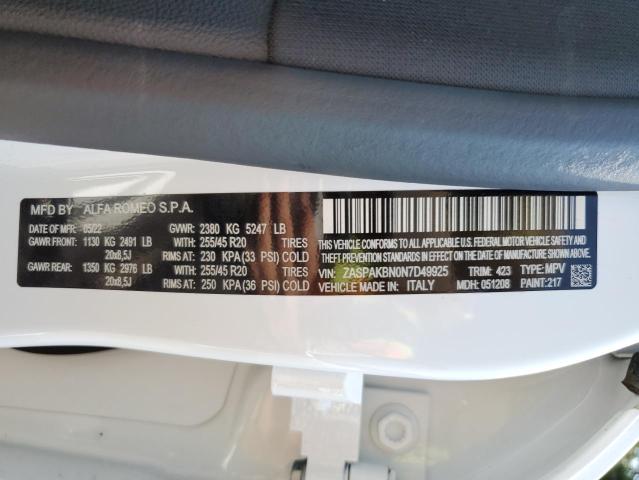 MFD BY ALFA ROMEO S.P.A.
DATE OF MFR: 05/22 GVWR: 2380 KG 5247 LB
GAWR FRONT: 1130 KG 2491 LB WITH: 255/45 R20 TIRES
20x8,5J RIMS AT: 230 KPA(33 PSI) COLD
GAWR REAR: 1350 KG 2976 LB WITH: 255/45 R20 TIRES
20x8,5J RIMS AT: 250 KPA(36 PSI) COLD
THIS VEHICLE CONFORMS TO ALL FEDERAL MOTOR VEHICLE SAFETY AND
THEFT PREVENTION STANDARDS IN EFFECT ON THE DATE OF MANUFACTURE SHOWN ABOVE.
VIN: ZASPAKBN0N7D49925 TRIM: 423 TYPE: MPV
VEHICLE MADE IN: ITALY MDH: 051208 PAINT:217